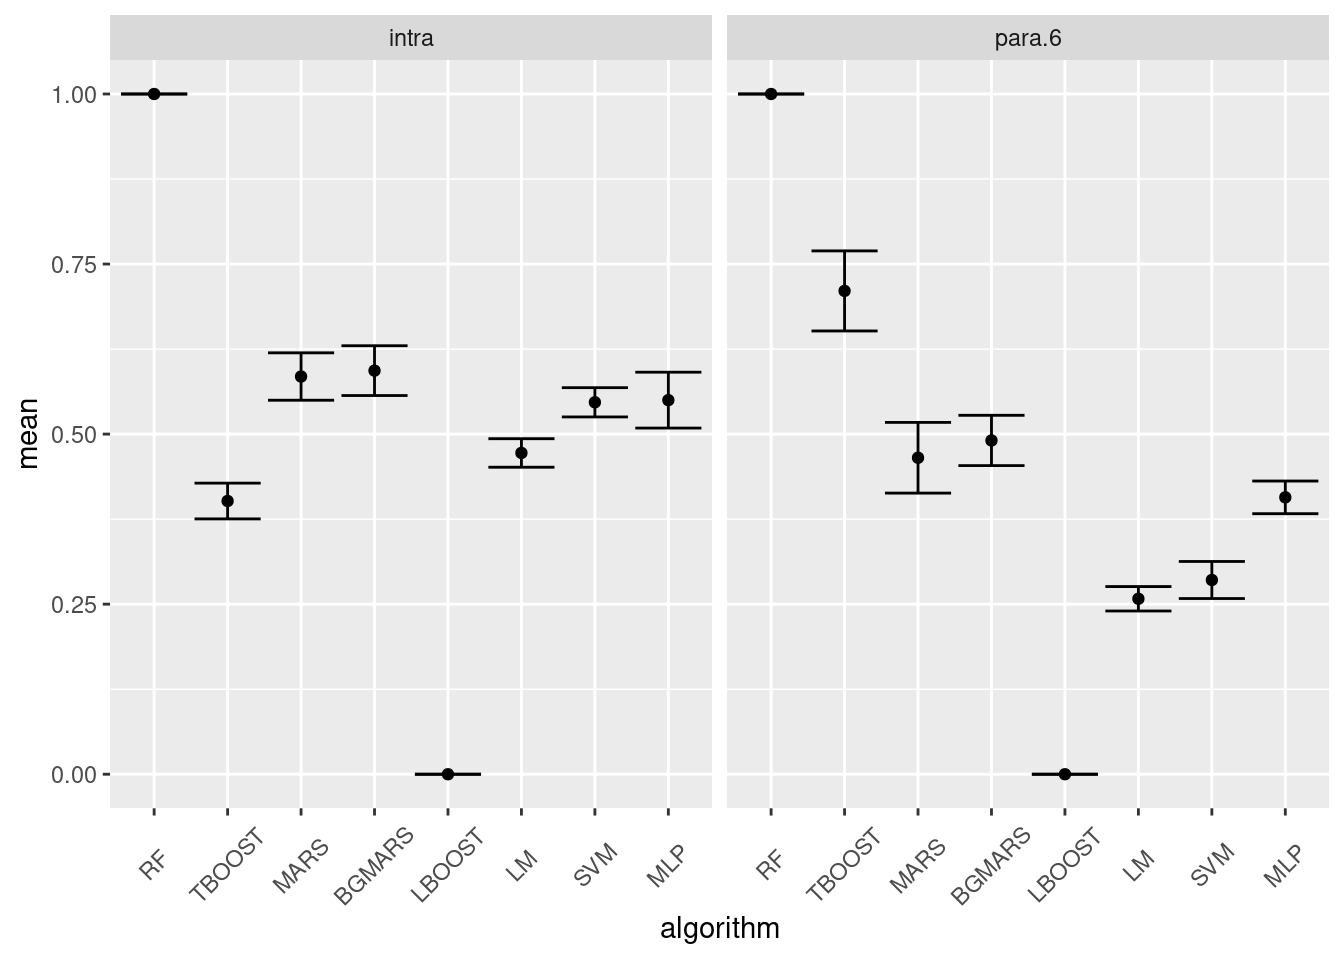 intra
para.6
1.00
0.75
0.50
0.25
0.00
mean
RF TBOOST MARS BGMARS LBOOST LM SVM MLP
RF TBOOST MARS BGMARS LBOOST LM SVM MLP
algorithm